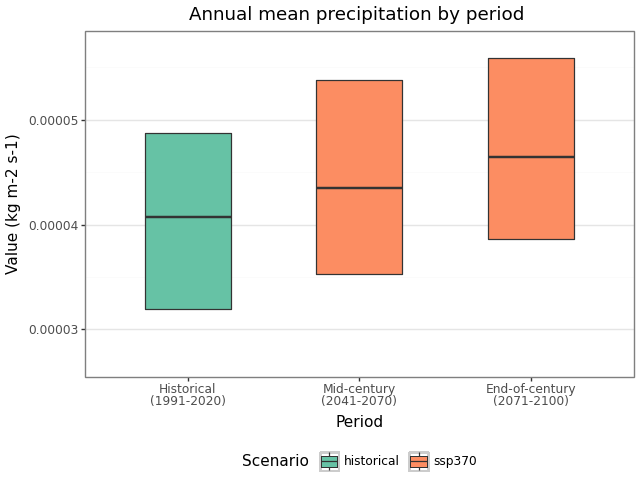 Annual mean precipitation by period
Value (kg m-2 s-1)
0.00005
0.00004
0.00003
Historical
(1991-2020)
Mid-century
(2041-2070)
End-of-century
(2071-2100)
Period
Scenario historical ssp370